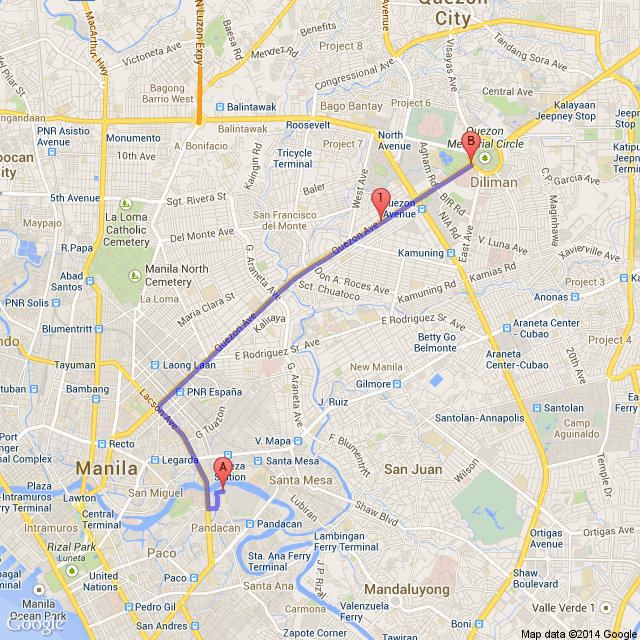 Quezon
City
N Luzon Expy
MacArthur Hwy
Victoneta Ave
Baesa Rd
Mendez Rd
Benefits
Project 8
Visayas Ave
Tandang Sora Ave
del Pilar St
Bagong
Barrio West
Congressional Ave
Central Ave
Balintawak
Bago Bantay
Project 6
Kalayaan
Jeepney Stop
PNR Asistio
Avenue
Monumento
A. Bonifacio
Balintawak
Roosevelt
North
Avenue
Quezon
Memorial Circle
B
Project 7
10th Ave
Kaingin Rd
Tricycle
Terminal
Agham Rd
Diliman
Jeepney Stop
City
5th Avenue
Sgt. Rivera St
Baler
West Ave
1
Quezon
Avenue
BIR Rd
C.P. Garcia Ave
Maypajo
La Loma
Catholic
Cemetery
San Francisco
del Monte
NIA Rd
Maginhawa
R.Papa
Del Monte Ave
Quezon Ave
East Ave
V. Luna Ave
Xavierville Ave
Abad
Santos
Manila North
Cemetery
G. Araneta Ave
Don A. Roces Ave
Kamuning
Kamias Rd
Project 3
PNR Solis
La Loma
Sct. Chuatoco
Kamuning Rd
Anonas
Blumentritt
Maria Clara St
Kaliraya
Quezon Ave
E Rodriguez Sr. Ave
Araneta Center
-Cubao
Tayuman
Laong Laan
E Rodriguez Sr. Ave
Betty Go
Belmonte
Araneta
Center-Cubao
20th Ave
Project 4
Bambang
PNR España
G. Araneta Ave
New Manila
Gilmore
Lacson Ave
G Tuazon
J. Ruiz
Santolan
Recto
V. Mapa
F. Blumentritt
Santolan-Annapolis
Camp
Aguinaldo
Manila
Legarda
A
Station
Santa Mesa
San Juan
Wilson
Temple Dr
Plaza
San Miguel
Santa Mesa
Lawton
Central
Terminal
Lubiran
Shaw Blvd
Intramuros
Pandacan
Pandacan
Lambingan
Ferry Terminal
Ortigas
Avenue
Ortigas Ave
Rizal Park
Luneta
Paco
Sta. Ana Ferry
Terminal
United
Nations
Paco
Santa Ana
J.P. Rizal
Mandaluyong
Shaw
Boulevard
Manila
Ocean Park
Pedro Gil
Carmona
Valenzuela
Ferry
Valle Verde 1
San Andres
Zapote Corner
Google
Map data ©2014 Google